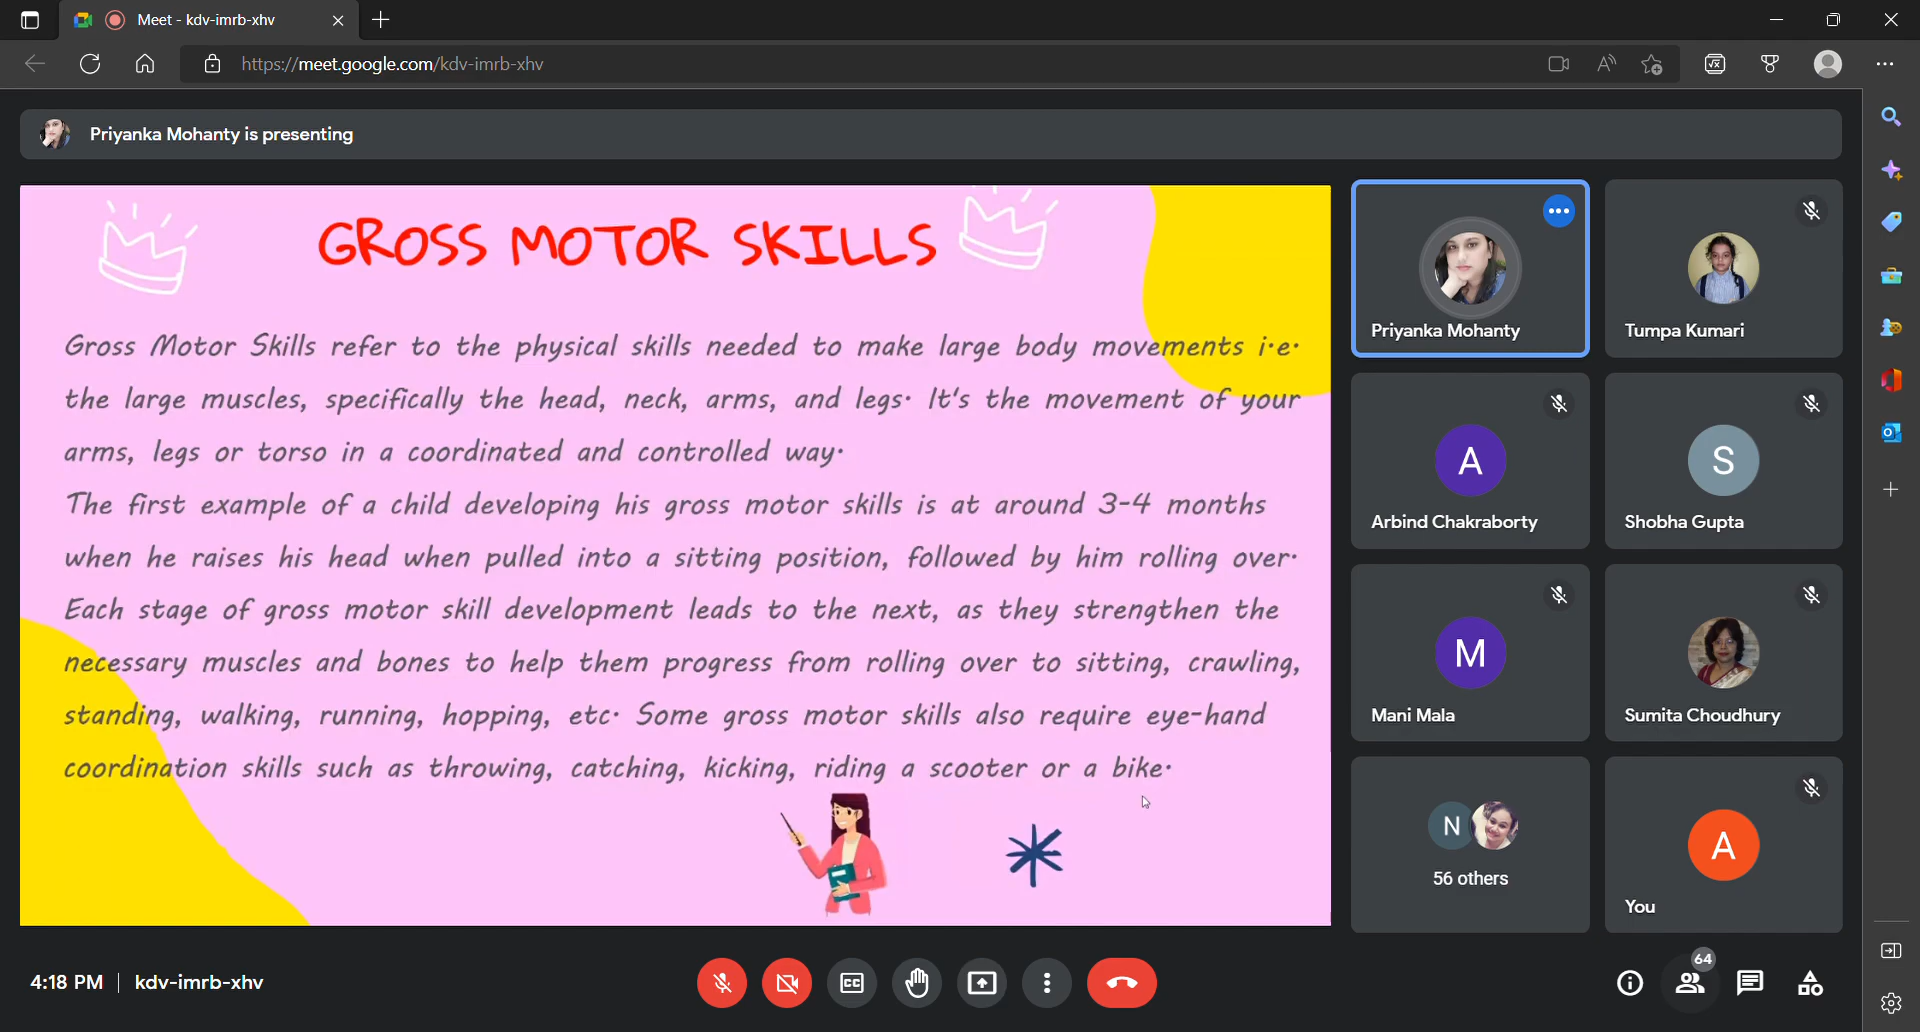 Meet - kdv-imrb-xhv
https://meet.google.com/kdv-imrb-xhv
Priyanka Mohanty is presenting
GROSS MOTOR SKILLS
Gross Motor Skills refer to the physical skills needed to make large body movements i.e.
the large muscles, specifically the head, neck, arms, and legs. It's the movement of your
arms, legs or torso in a coordinated and controlled way.
The first example of a child developing his gross motor skills is at around 3-4 months
when he raises his head when pulled into a sitting position, followed by him rolling over.
Each stage of gross motor skill development leads to the next, as they strengthen the
necessary muscles and bones to help them progress from rolling over to sitting, crawling,
standing, walking, running, hopping, etc. Some gross motor skills also require eye-hand
coordination skills such as throwing, catching, kicking, riding a scooter or a bike.
Priyanka Mohanty
Tumpa Kumari
A
Arbind Chakraborty
S
Shobha Gupta
M
Mani Mala
Sumita Choudhury
N
56 others
A
You
4:18 PM | kdv-imrb-xhv
CC
64